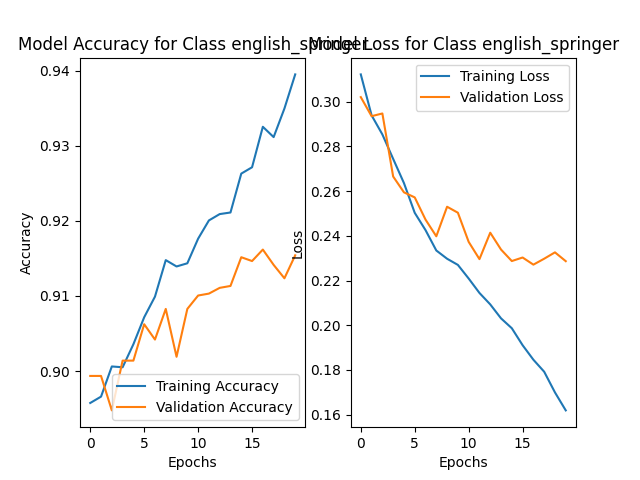 Model Accuracy for Class english_springer
0.94
0.93
0.92
0.91
0.90
Accuracy
Training Accuracy
Validation Accuracy
0
5
10
15
Epochs
Model Loss for Class english_springer
Training Loss
Validation Loss
0.30
0.28
0.26
0.24
0.22
0.20
0.18
0.16
Loss
0
5
10
15
Epochs